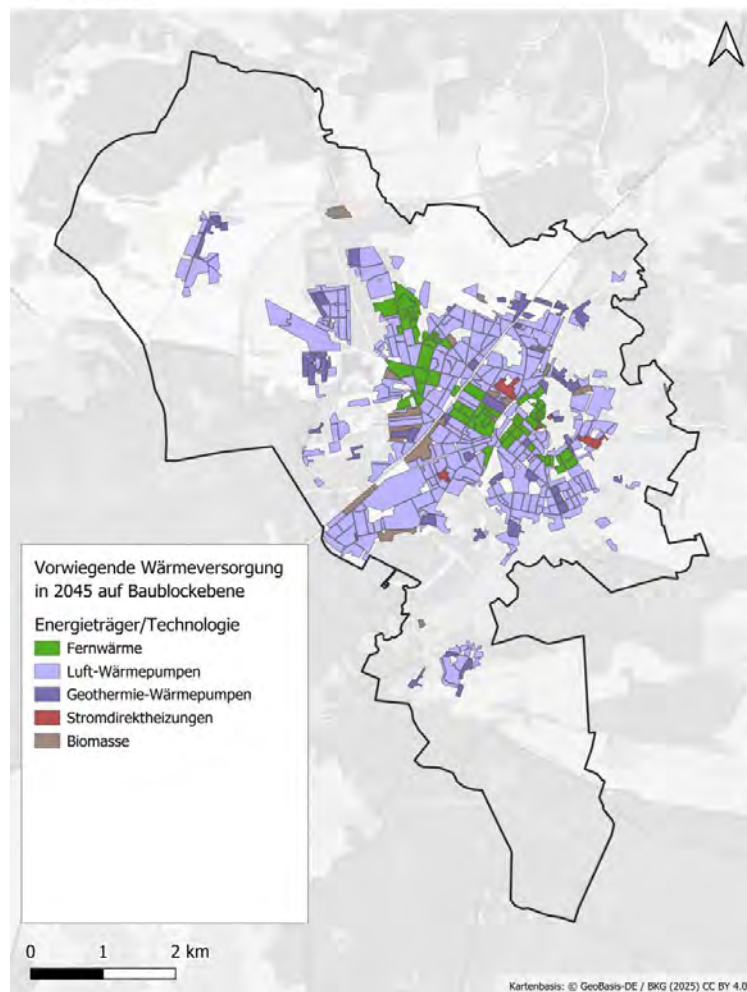 Vorwiegende Wärmeversorgung
in 2045 auf Baublockebene
Energieträger/Technologie
Fernwärme
Luft-Wärmepumpen
Geothermie-Wärmepumpen
Stromdirektheizungen
Biomasse
0 1 2 km
Kartenbasis: © GeoBasis-DE / BKG (2025) CC BY 4.0